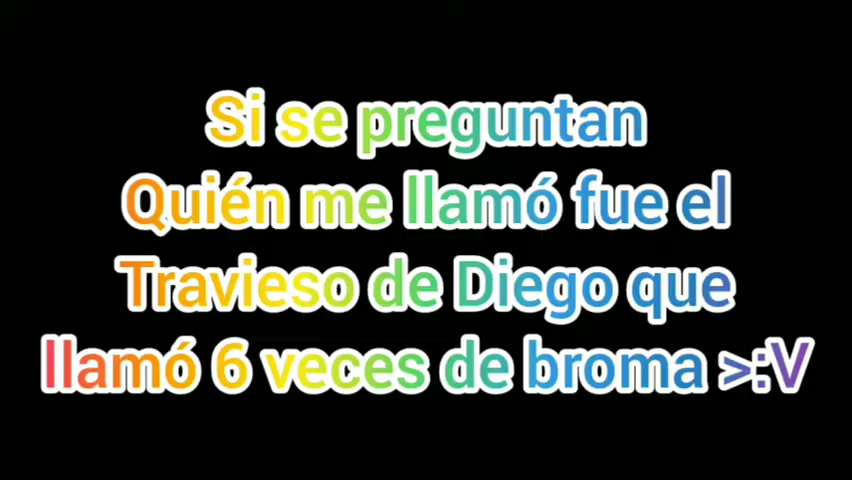 Si se preguntan
Quién me llamó fue el
Travieso de Diego que
llamó 6 veces de broma >:V